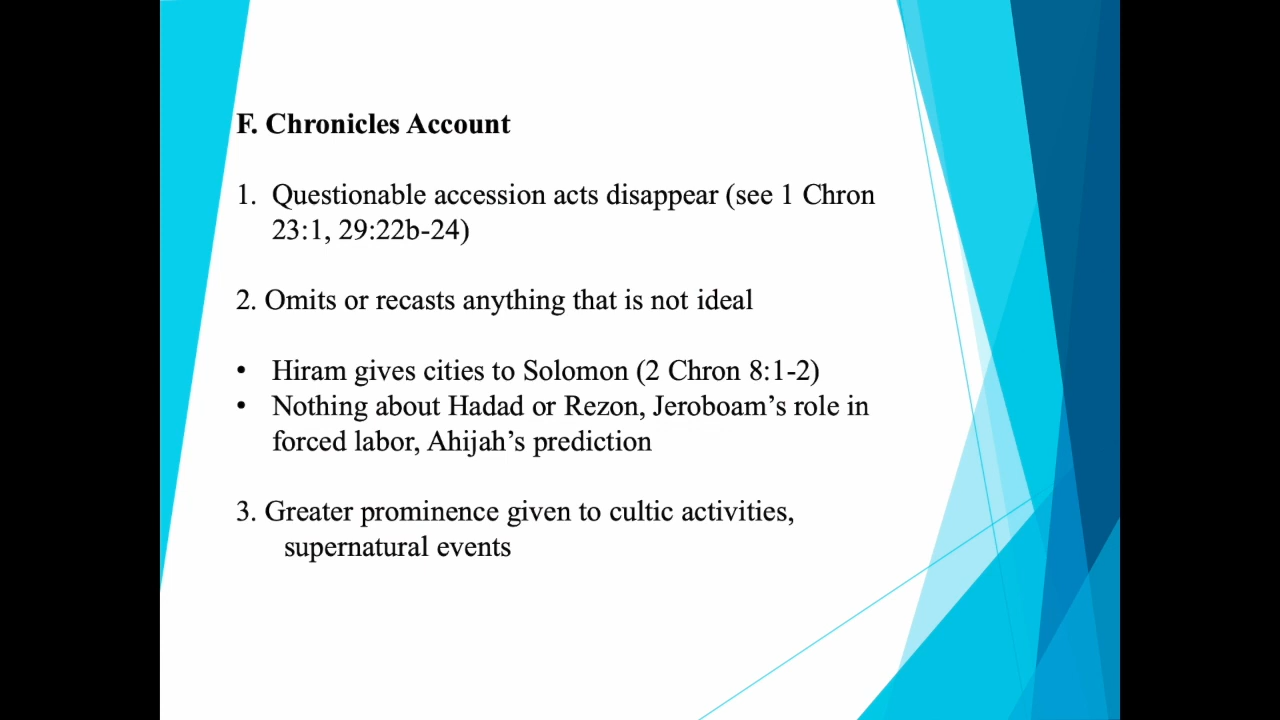 F. Chronicles Account
1. Questionable accession acts disappear (see 1 Chron
23:1, 29:22b-24)
2. Omits or recasts anything that is not ideal
• Hiram gives cities to Solomon (2 Chron 8:1-2)
• Nothing about Hadad or Rezon, Jeroboam’s role in
forced labor, Ahijah’s prediction
3. Greater prominence given to cultic activities,
supernatural events